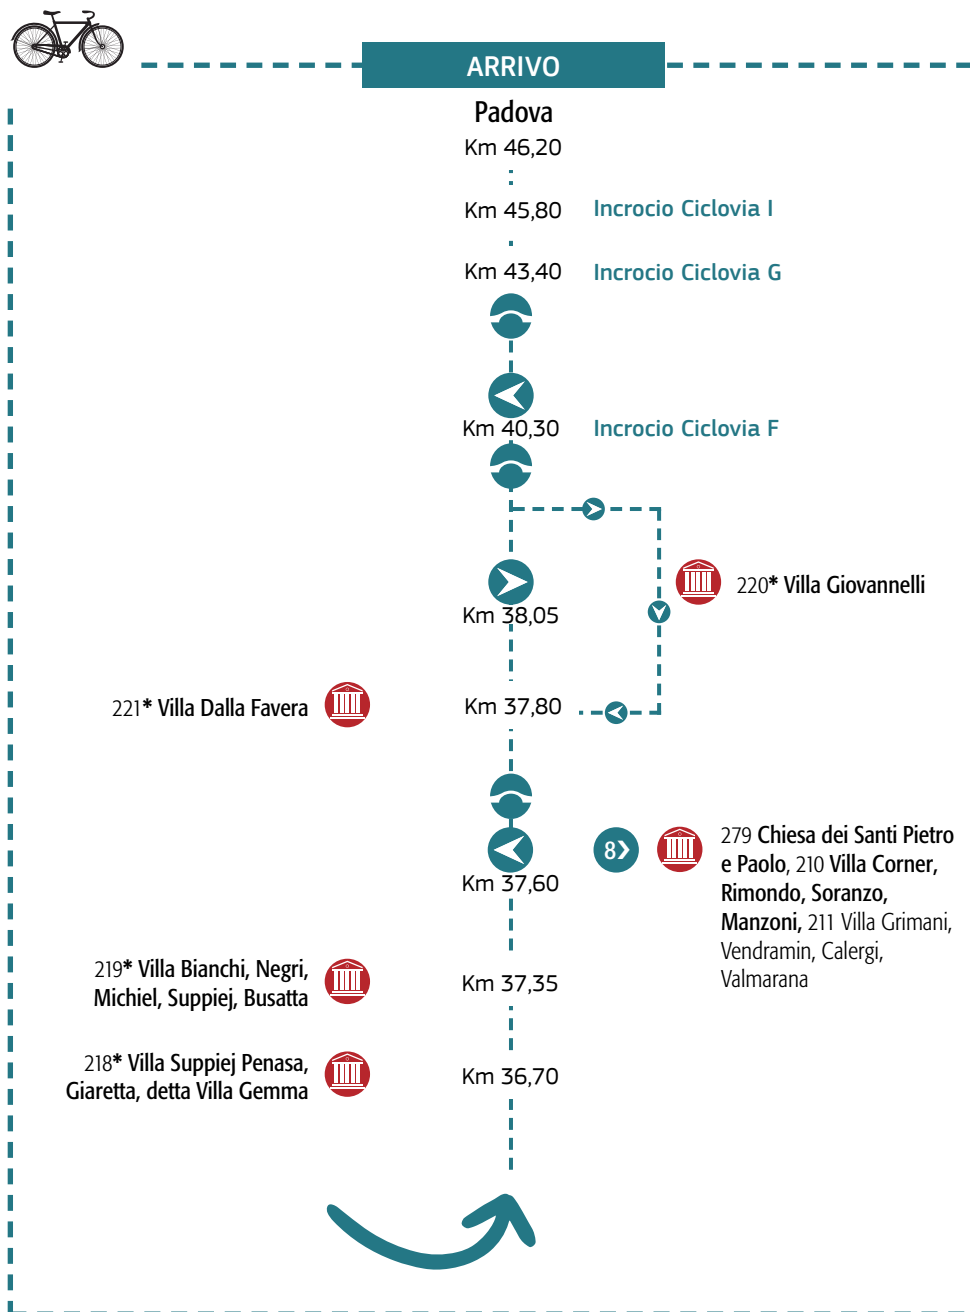 ARRIVO
Padova
Km 46,20
Km 45,80 Incrocio Ciclovia I
Km 43,40 Incrocio Ciclovia G
Km 40,30 Incrocio Ciclovia F
220* Villa Giovannelli
Km 38,05
221* Villa Dalla Favera
Km 37,80
8
279 Chiesa dei Santi Pietro
e Paolo, 210 Villa Corner,
Rimondo, Soranzo,
Manzoni, 211 Villa Grimani,
Vendramin, Calergi,
Valmarana
Km 37,60
219* Villa Bianchi, Negri,
Michiel, Suppiej, Busatta
Km 37,35
218* Villa Suppiej Penasa,
Giaretta, detta Villa Gemma
Km 36,70